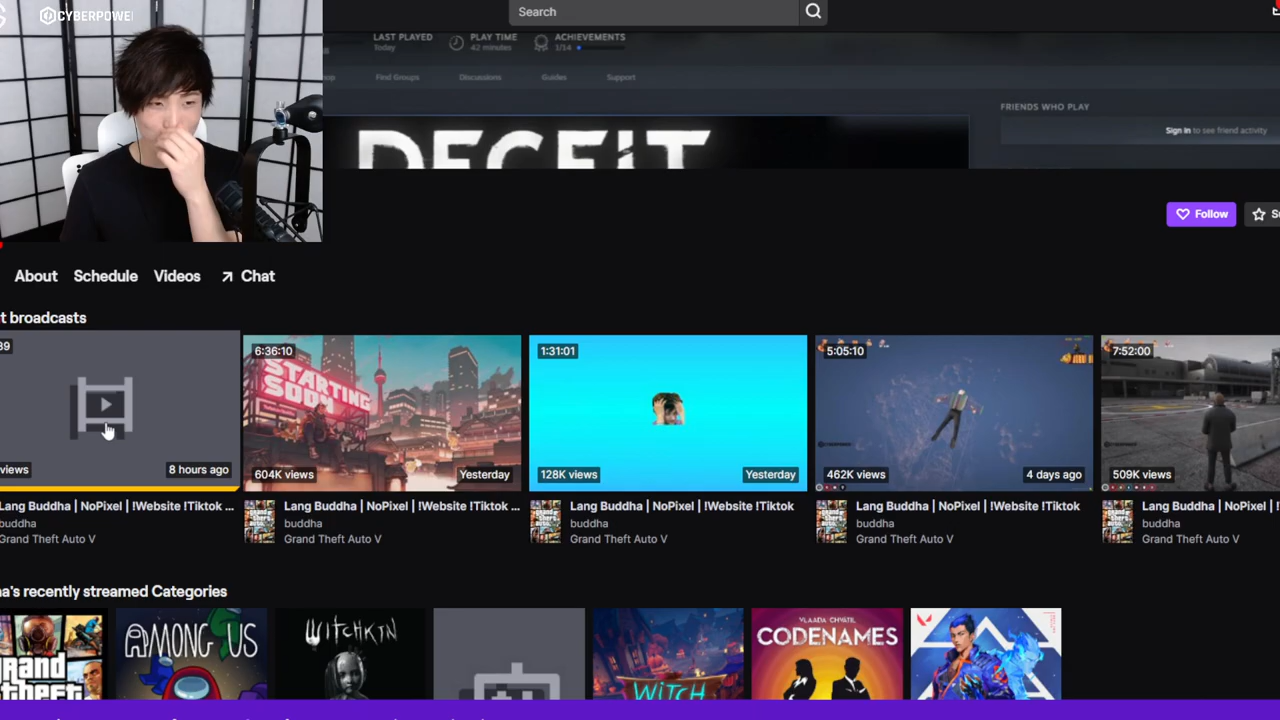 CYBERPOWE
Search
LAST PLAYED
Today
PLAY TIME
42 minutes
ACHIEVEMENTS
1/14
Find Groups
Discussions
Guides
Support
FRIENDS WHO PLAY
Sign in to see friend activity
DECEIT
Follow
About
Schedule
Videos
Chat
t broadcasts
39
views
8 hours ago
6:36:10
STARTING
SOON
604K views
Yesterday
1:31:01
128K views
Yesterday
5:05:10
462K views
4 days ago
7:52:00
509K views
Lang Buddha | NoPixel | !Website !Tiktok ...
buddha
Grand Theft Auto V
Lang Buddha | NoPixel | !Website !Tiktok ...
buddha
Grand Theft Auto V
Lang Buddha | NoPixel | !Website !Tiktok
buddha
Grand Theft Auto V
Lang Buddha | NoPixel | !Website !Tiktok
buddha
Grand Theft Auto V
Lang Buddha | NoPixel | !
buddha
Grand Theft Auto V
a's recently streamed Categories
grand
theft
AMONG US
WITCHKIN
WITCH
VLAADA CHVÁTIL
CODENAMES